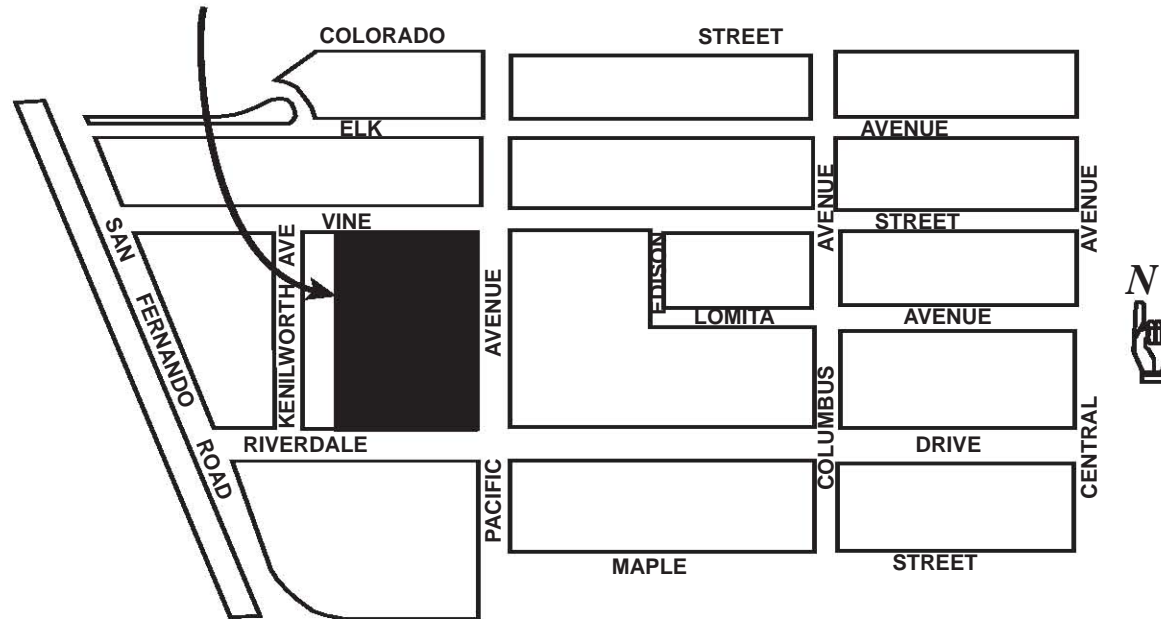 COLORADO STREET
ELK AVENUE
VINE STREET
SAN FERNANDO ROAD
KENILWORTH AVE
PACIFIC AVENUE
EDISON
LOMITA AVENUE
COLUMBUS AVENUE
CENTRAL AVENUE
N
RIVERDALE DRIVE
MAPLE STREET